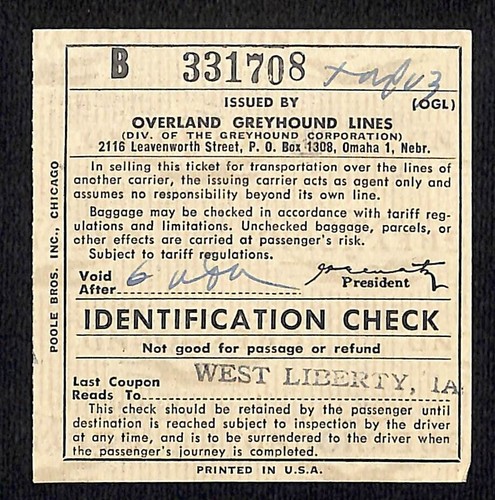 B 331708
ISSUED BY (OGL)
OVERLAND GREYHOUND LINES
(DIV. OF THE GREYHOUND CORPORATION)
2116 Leavenworth Street, P. O. Box 1308, Omaha 1, Nebr.
In selling this ticket for transportation over the lines of
another carrier, the issuing carrier acts as agent only and
assumes no responsibility beyond its own line.
Baggage may be checked in accordance with tariff reg-
ulations and limitations. Unchecked baggage, parcels, or
other effects are carried at passenger's risk.
Subject to tariff regulations.
Void
After 6
President
IDENTIFICATION CHECK
Not good for passage or refund
Last Coupon
Reads To WEST LIBERTY, IA
This check should be retained by the passenger until
destination is reached subject to inspection by the driver
at any time, and is to be surrendered to the driver when
the passenger's journey is completed.
PRINTED IN U.S.A.
POOLE BROS. INC., CHICAGO